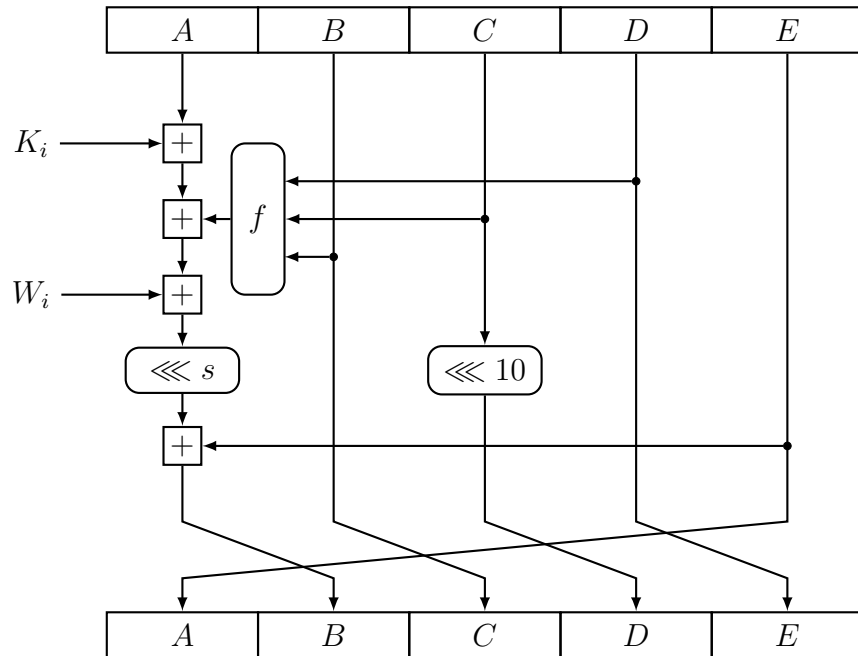 A B C D E
K_i +
+ f
W_i +
⋘ s ⋘ 10
+
A B C D E